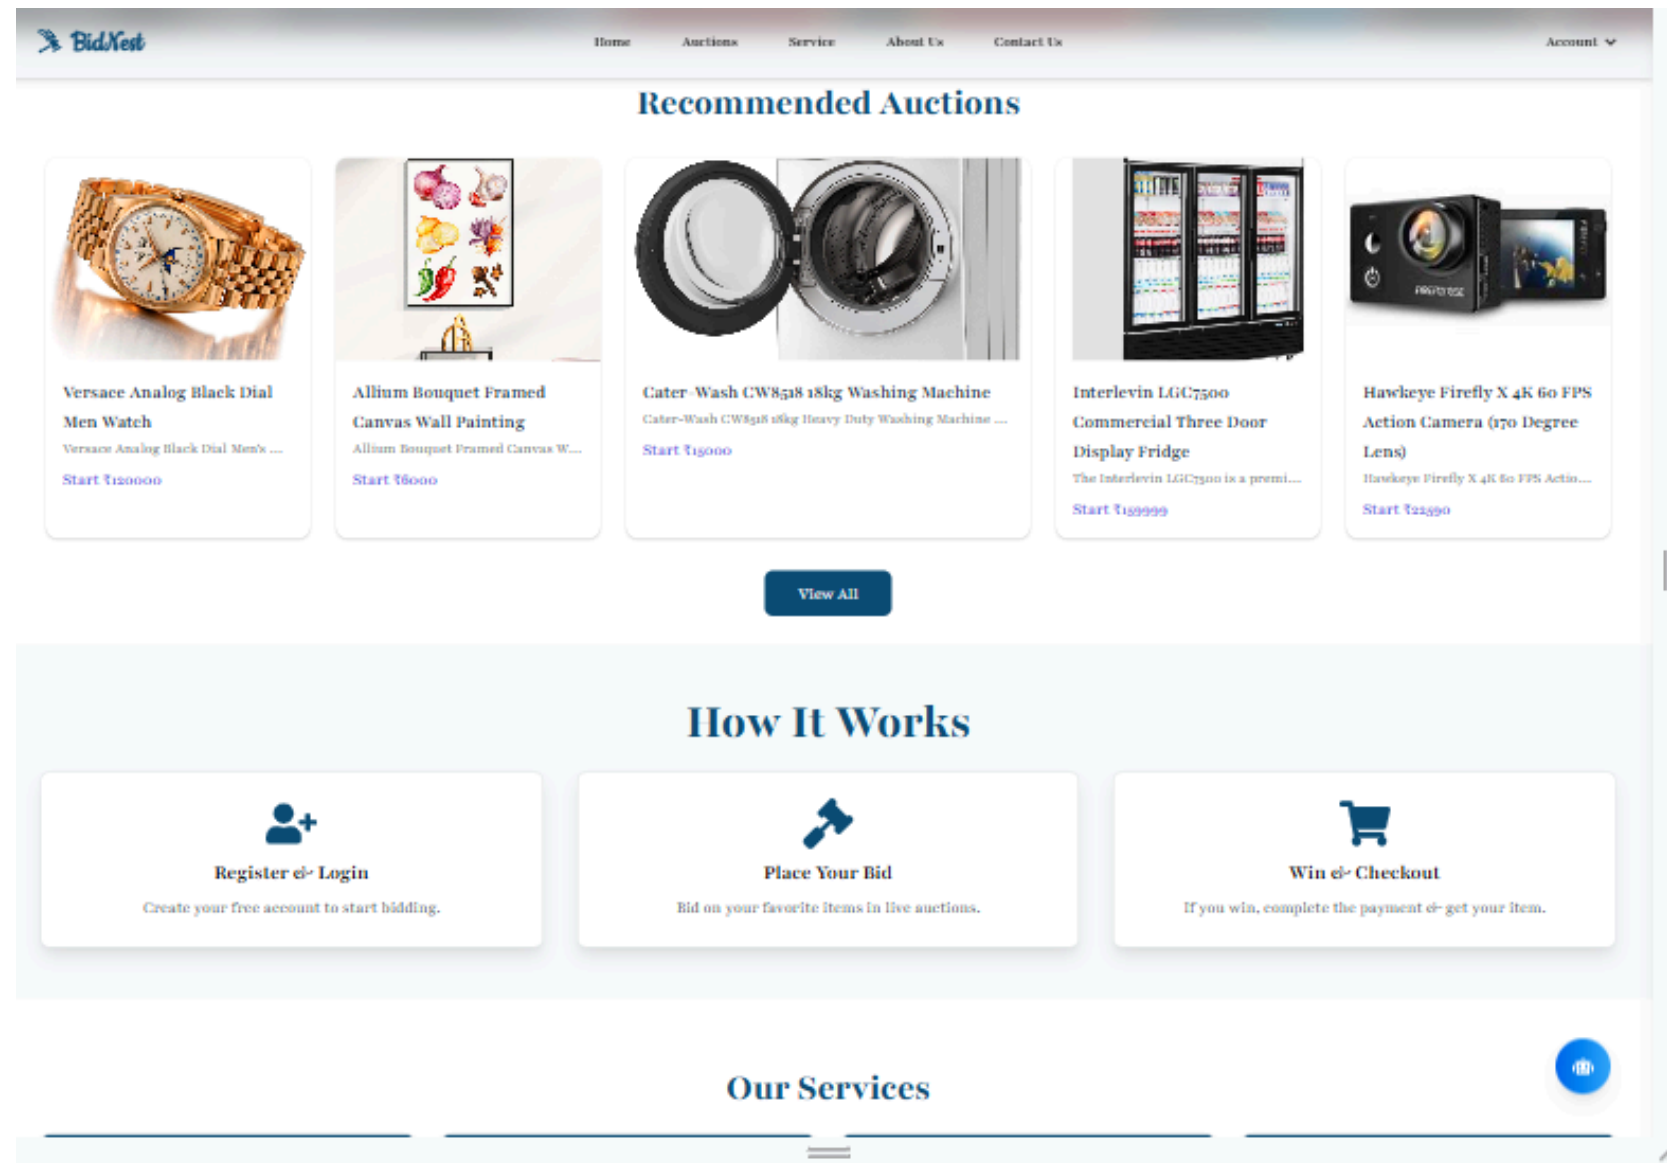 BidNest
Home Auctions Service About Us Contact Us Account
Recommended Auctions
Versace Analog Black Dial
Men Watch
Versace Analog Black Dial Men's ....
Start ₹120000
Allium Bouquet Framed
Canvas Wall Painting
Allium Bouquet Framed Canvas W...
Start ₹6000
Cater-Wash CW8518 18kg Washing Machine
Cater-Wash CW8518 18kg Heavy Duty Washing Machine ....
Start ₹15000
Interlevin LGC7500
Commercial Three Door
Display Fridge
The Interlevin LGC7500 is a premi....
Start ₹159999
Hawkeye Firefly X 4K 60 FPS
Action Camera (170 Degree
Lens)
Hawkeye Firefly X 4K 60 FPS Actio....
Start ₹22590
View All
How It Works
Register & Login
Create your free account to start bidding.
Place Your Bid
Bid on your favorite items in live auctions.
Win & Checkout
If you win, complete the payment & get your item.
Our Services